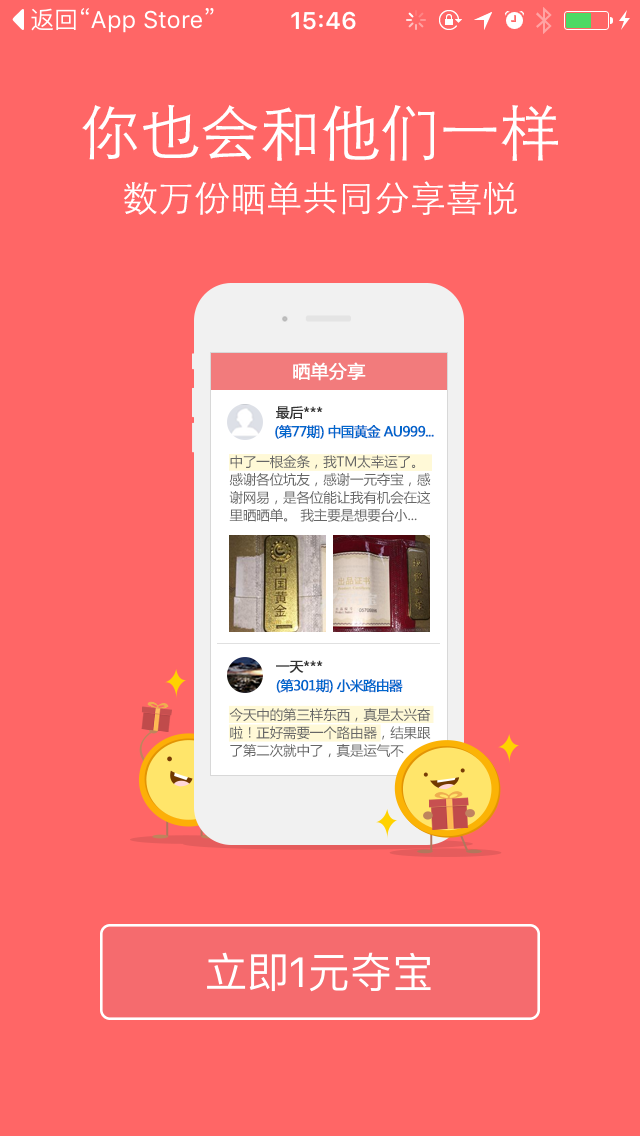 返回“App Store”
15:46
你也会和他们一样
数万份晒单共同分享喜悦
晒单分享
最后***
(第77期) 中国黄金 AU999...
中了一根金条，我TM太幸运了。
感谢各位坑友，感谢一元夺宝，感
谢网易，是各位能让我有机会在这
里晒晒单。 我主要是想要台小...
中国黄金
出品证书
一天***
(第301期) 小米路由器
今天中的第三样东西，真是太兴奋
啦！正好需要一个路由器，结果跟
了第二次就中了，真是运气不
立即1元夺宝